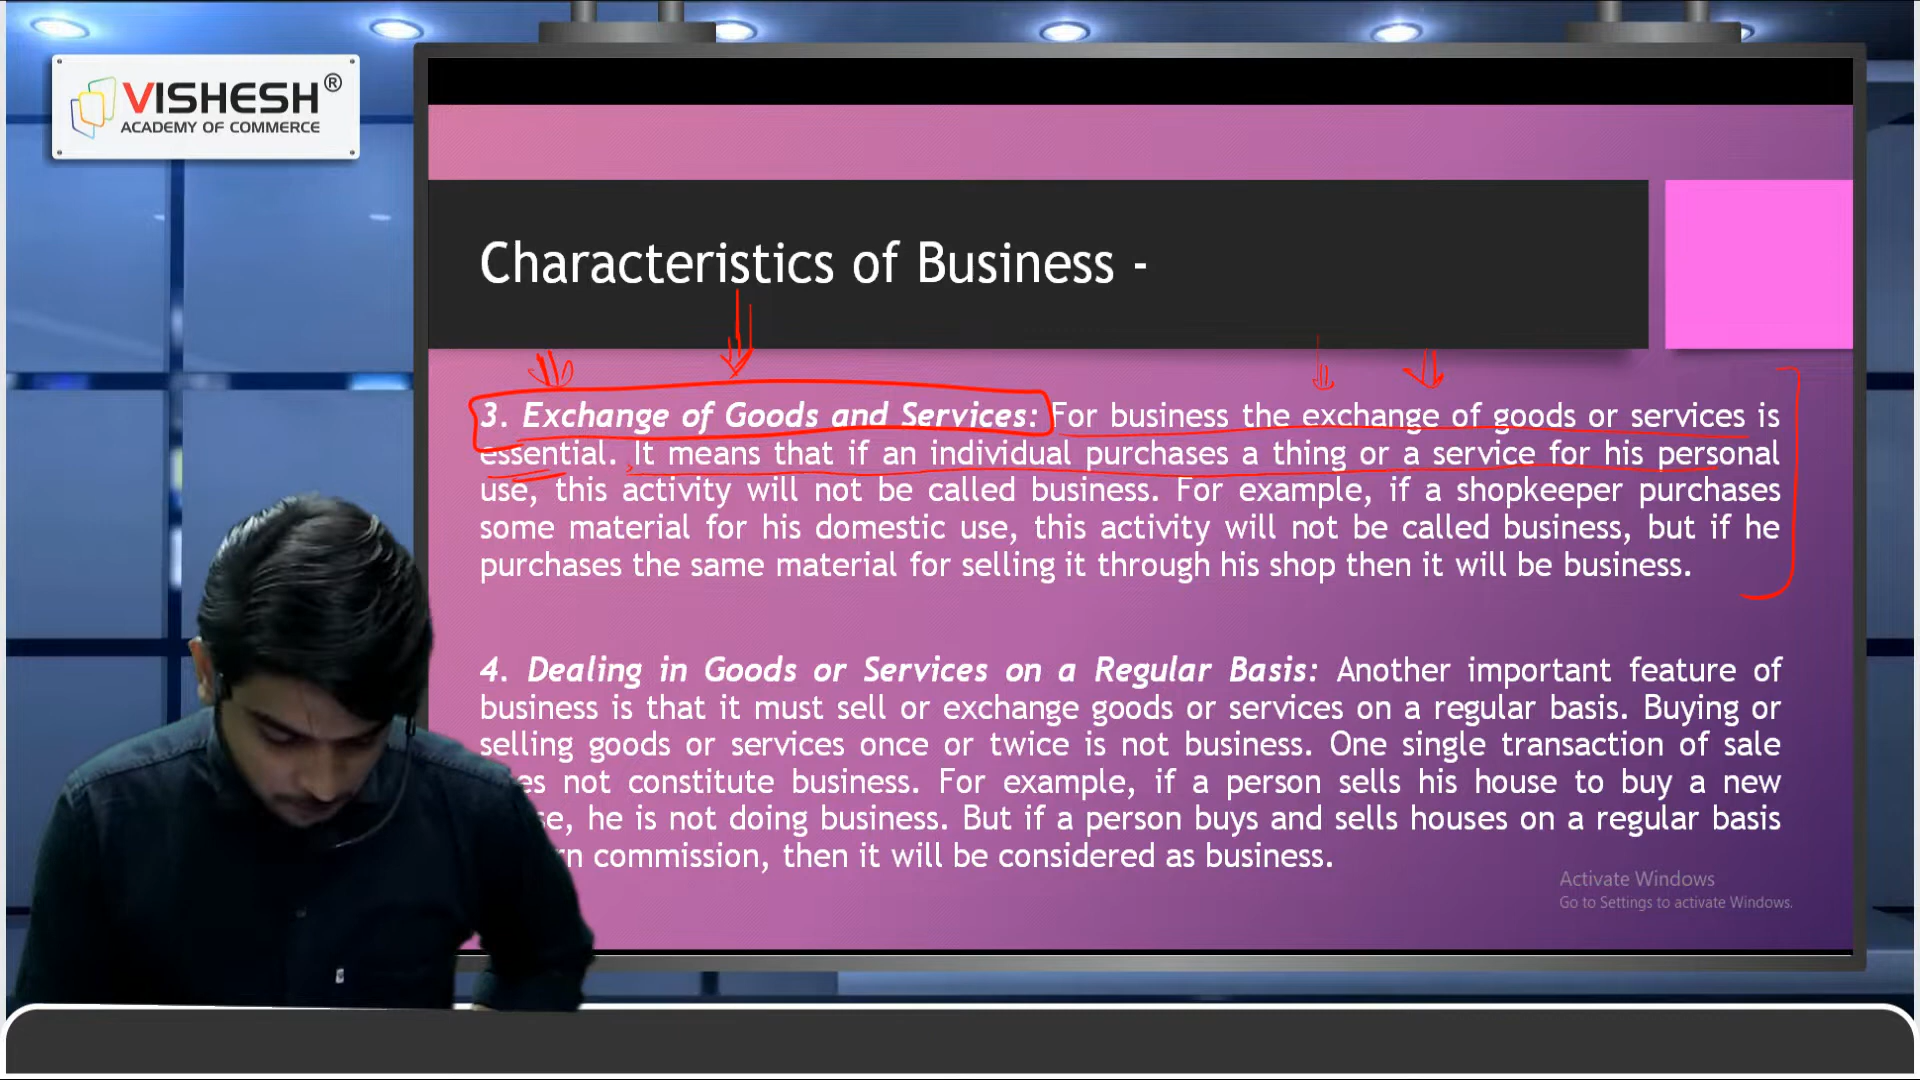 VISHESH®
ACADEMY OF COMMERCE
Characteristics of Business -
3. Exchange of Goods and Services: For business the exchange of goods or services is
essential. It means that if an individual purchases a thing or a service for his personal
use, this activity will not be called business. For example, if a shopkeeper purchases
some material for his domestic use, this activity will not be called business, but if he
purchases the same material for selling it through his shop then it will be business.
4. Dealing in Goods or Services on a Regular Basis: Another important feature of
business is that it must sell or exchange goods or services on a regular basis. Buying or
selling goods or services once or twice is not business. One single transaction of sale
not constitute business. For example, if a person sells his house to buy a new
he is not doing business. But if a person buys and sells houses on a regular basis
commission, then it will be considered as business.
Activate Windows
Go to Settings to activate Windows.